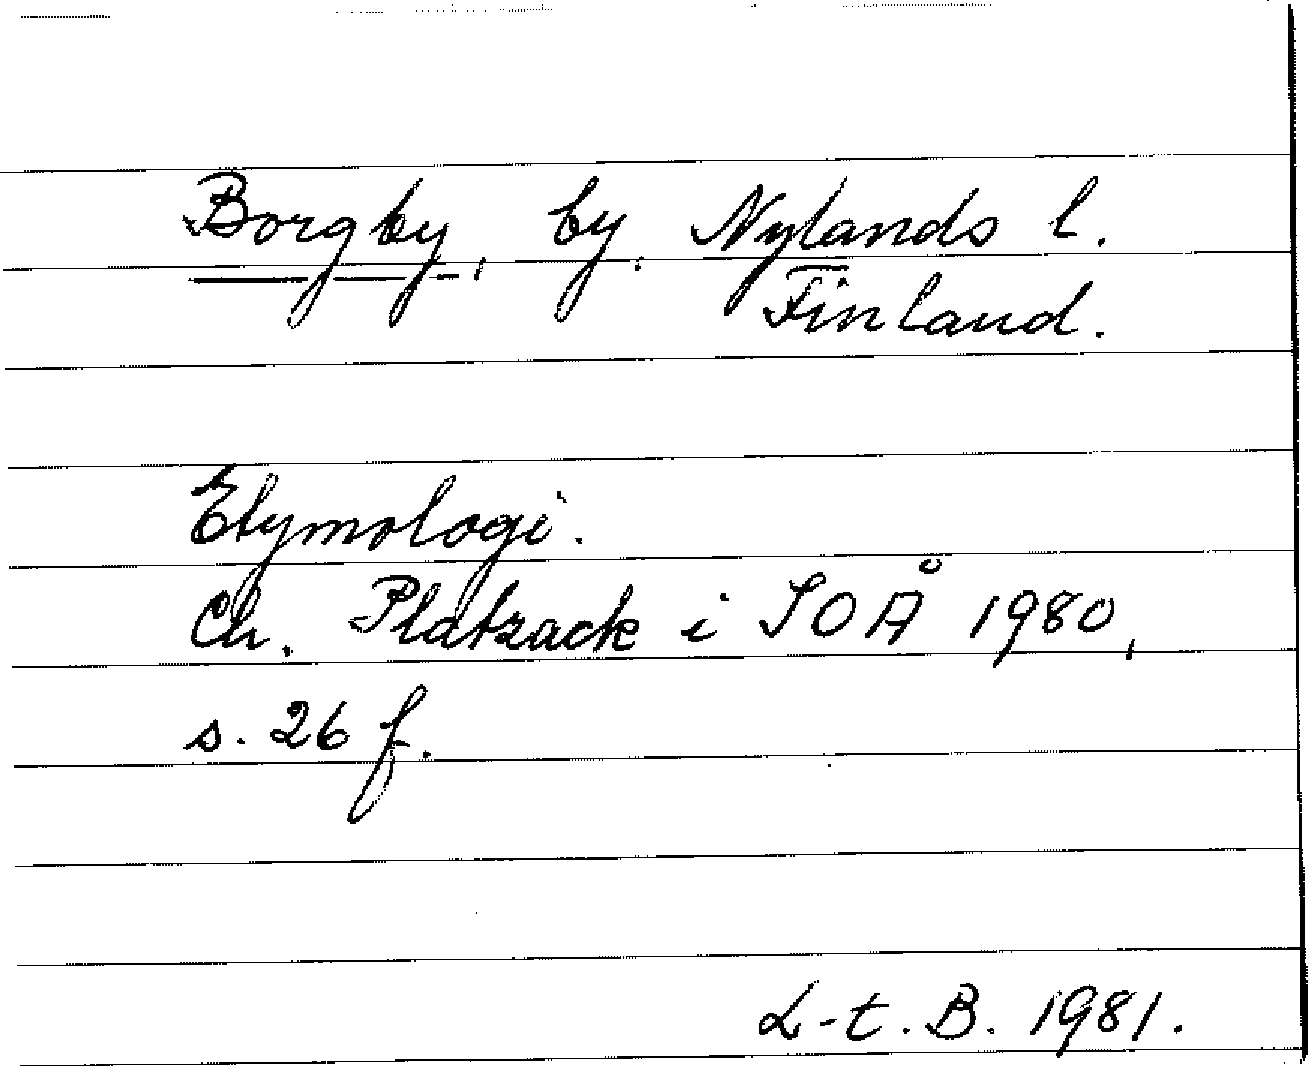 Borgby, by, Nylands l.
Finland.
Etymologi.
Ch. Platzack i SOÅ 1980,
s. 26 f.
L-t. B. 1981.